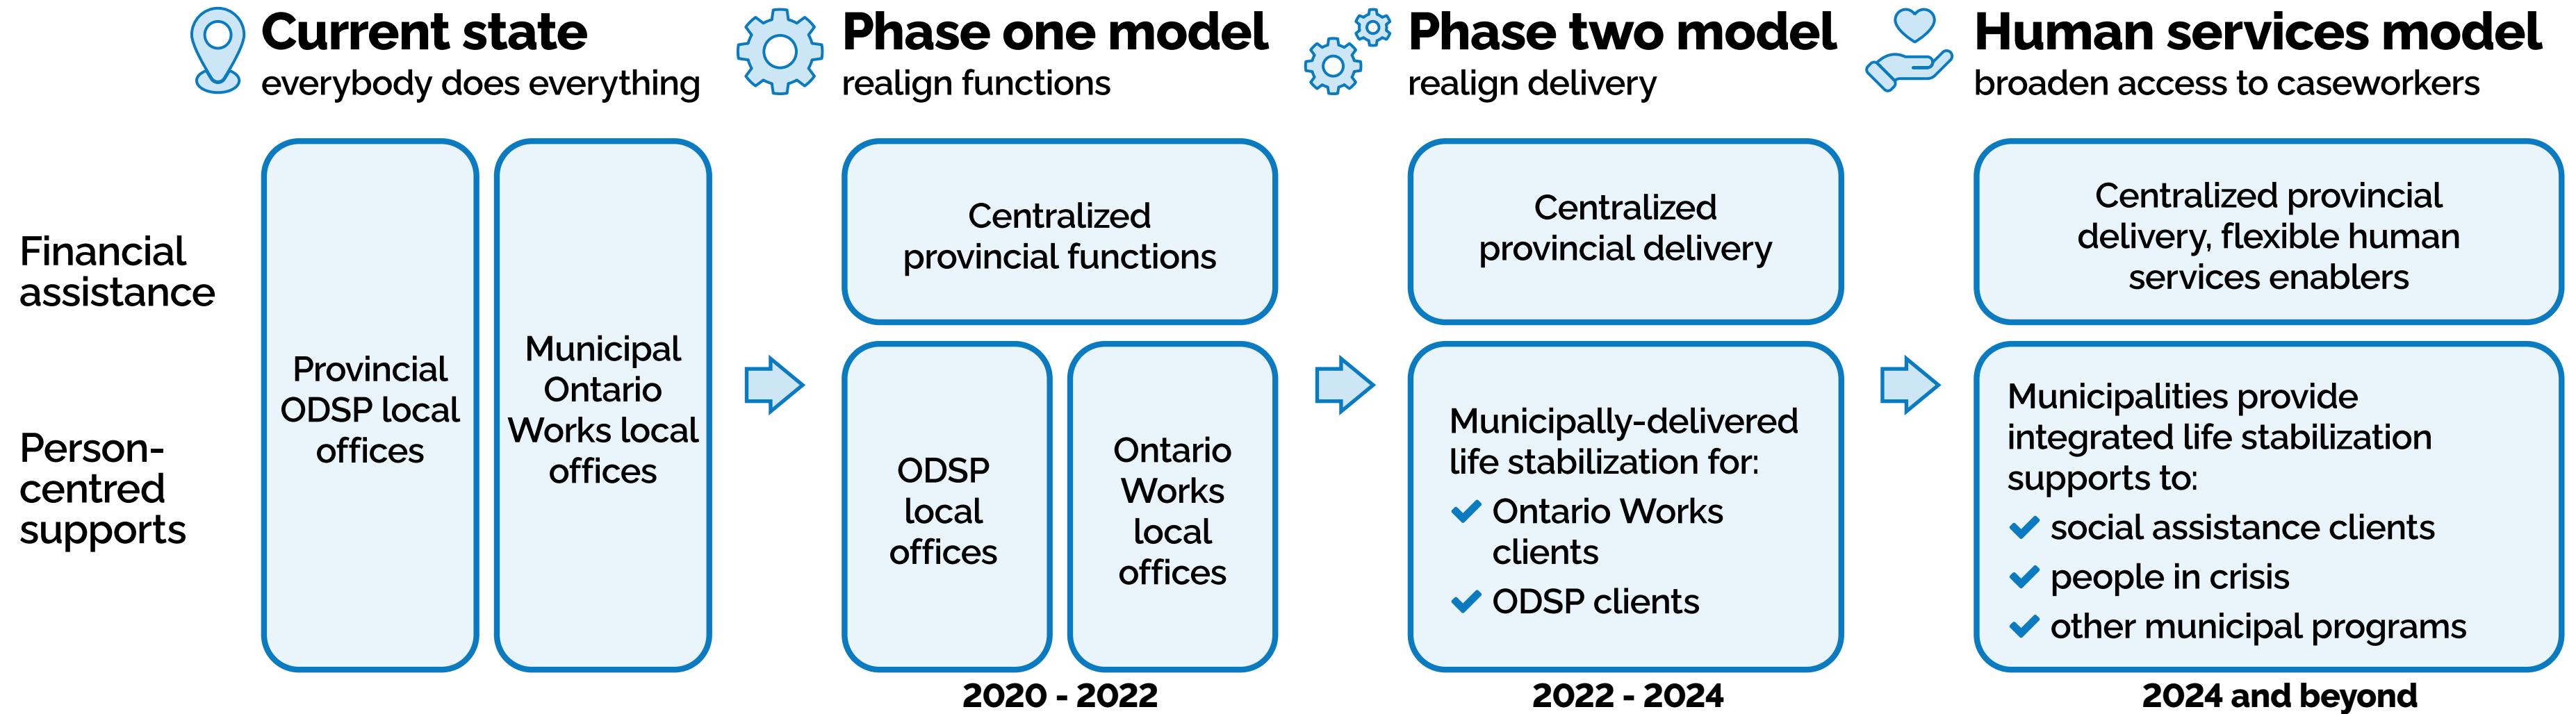 Current state
everybody does everything
Phase one model
realign functions
Phase two model
realign delivery
Human services model
broaden access to caseworkers
Financial
assistance
Person-
centred
supports
Provincial
ODSP local
offices
Municipal
Ontario
Works local
offices
Centralized
provincial functions
ODSP
local
offices
Ontario
Works
local
offices
2020 - 2022
Centralized
provincial delivery
Municipally-delivered
life stabilization for:
Ontario Works
clients
ODSP clients
2022 - 2024
Centralized provincial
delivery, flexible human
services enablers
Municipalities provide
integrated life stabilization
supports to:
social assistance clients
people in crisis
other municipal programs
2024 and beyond